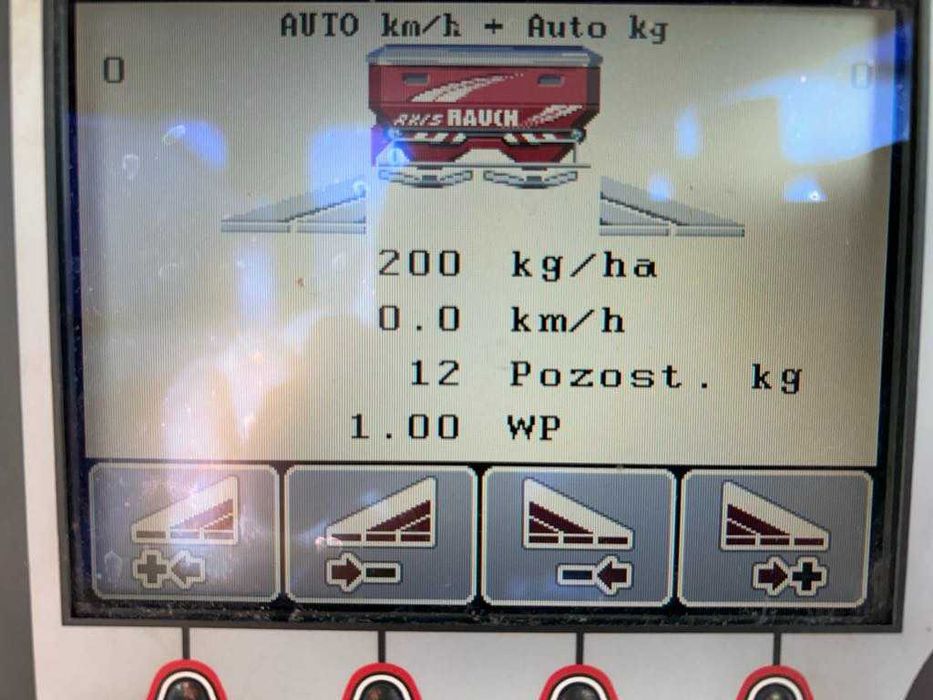 AUTO km/h + Auto kg
0 0
AXIS RAUCH
200 kg/ha
0.0 km/h
12 Pozost. kg
1.00 WP